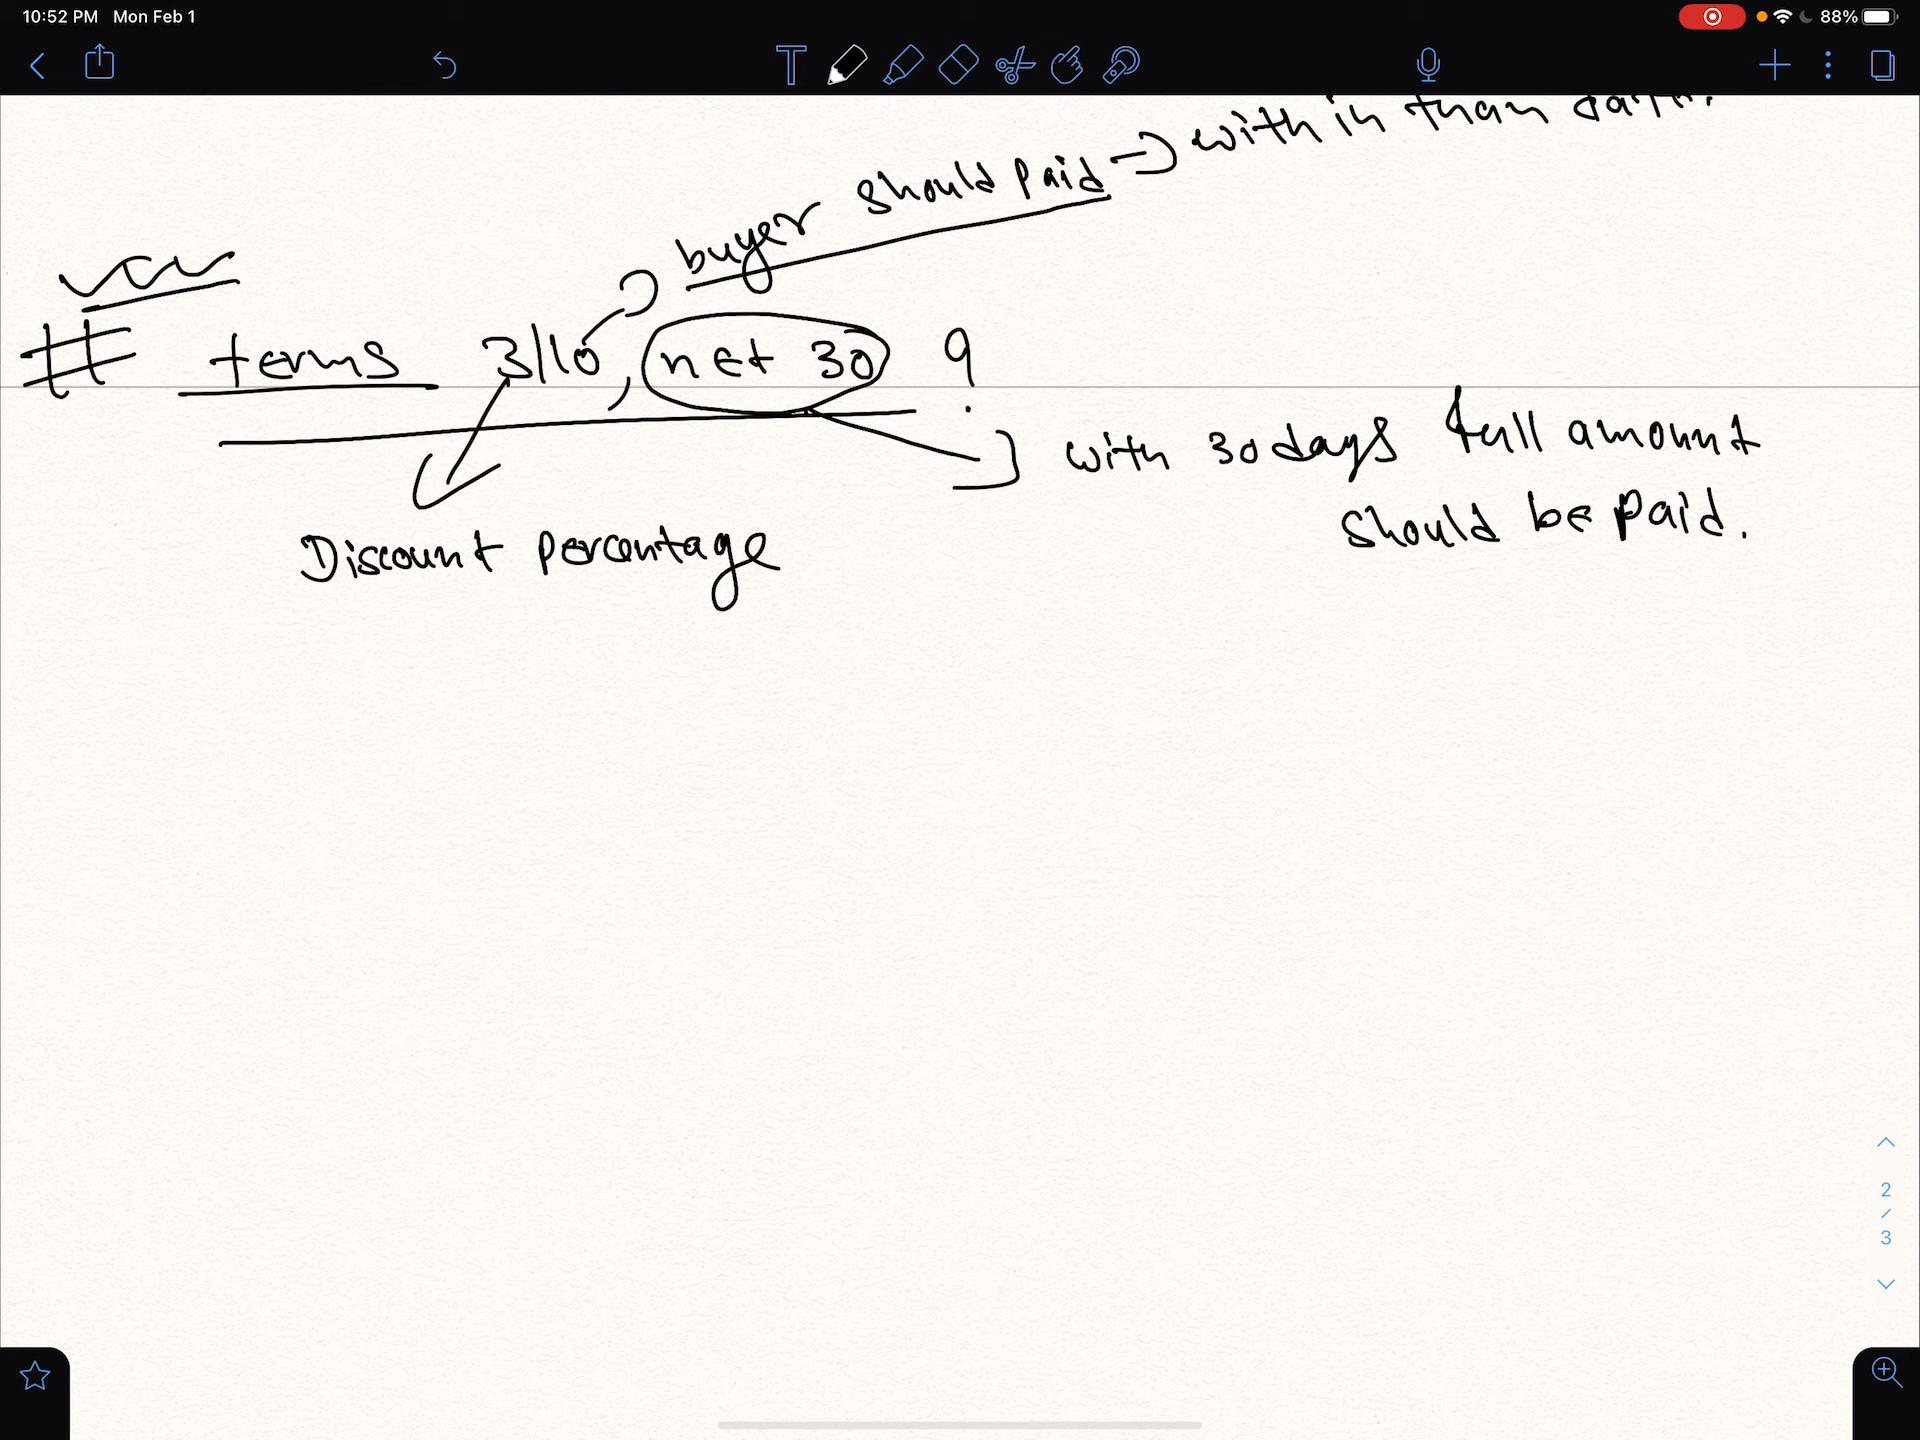 10:52 PM Mon Feb 1
88%
with in than
buyer should paid
# terms 3/10, net 30 ?
with 30 days full amount
should be paid.
Discount percentage
2
/
3